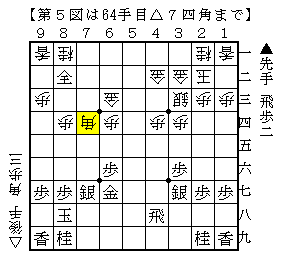 【第５図は64手目△７四角まで】
9 8 7 6 5 4 3 2 1
香 桂 桂 香 一
全 金 金 王 二
歩 金 銀 歩 歩 三
歩 角 歩 歩 歩 四
五
歩 歩 六
歩 歩 銀 金 銀 歩 歩 七
玉 飛 八
香 桂 桂 香 九
▲先手 飛歩二
△後手 角歩三